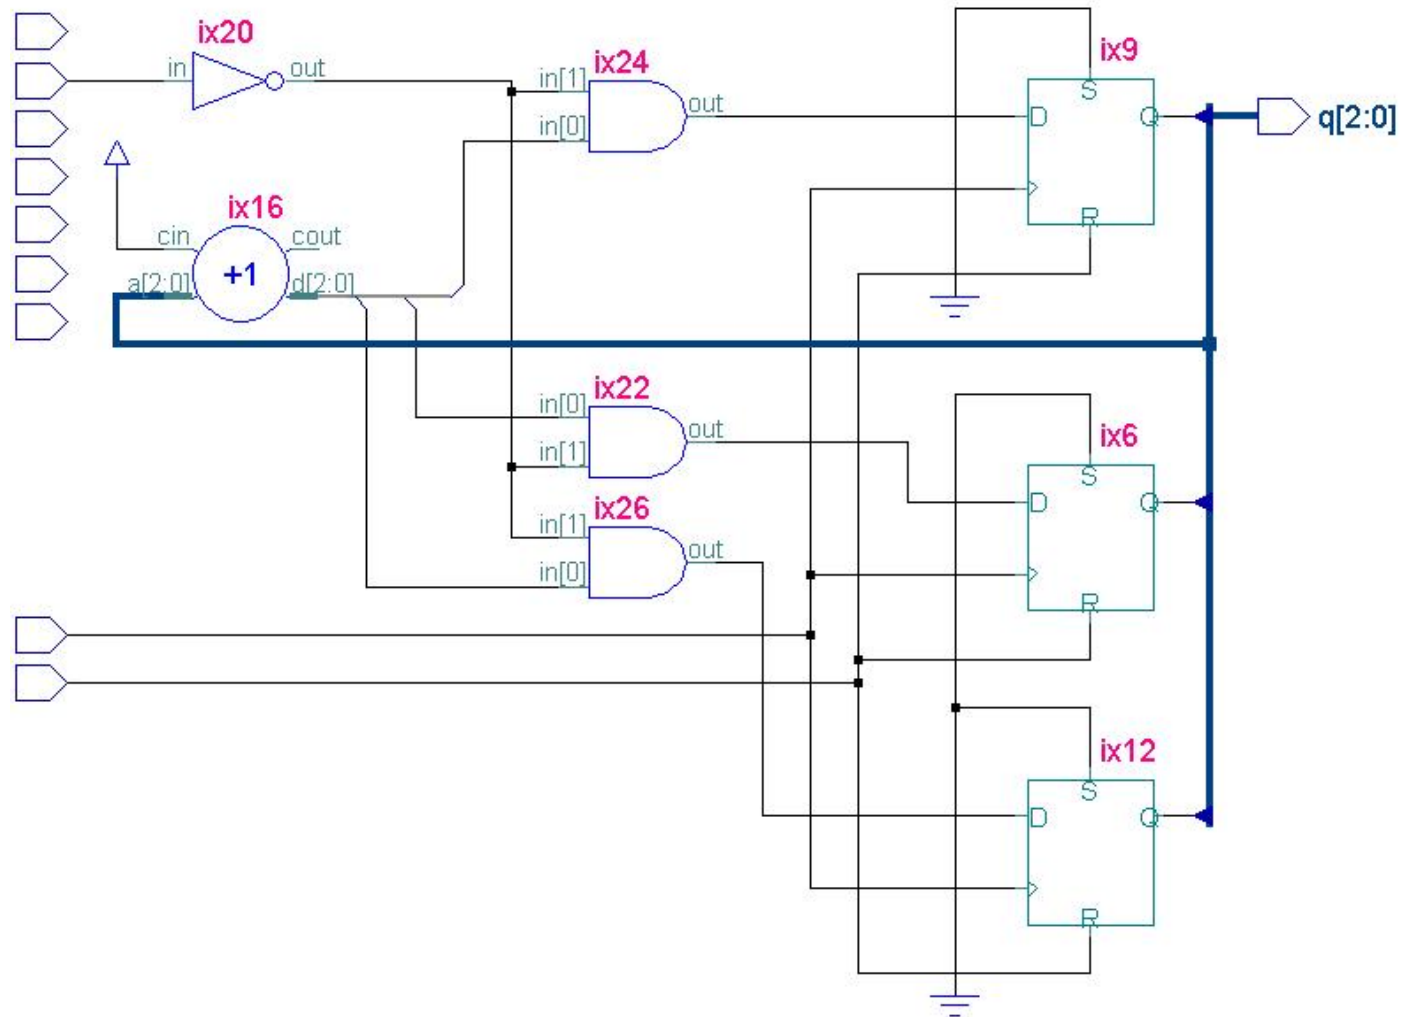 ix20
in
out
ix24
in[1]
in[0]
out
ix9
S
D
Q
R
q[2:0]
ix16
cin
cout
a[2:0]
+1
d[2:0]
ix22
in[0]
in[1]
out
ix6
S
D
Q
R
ix26
in[1]
in[0]
out
ix12
S
D
Q
R